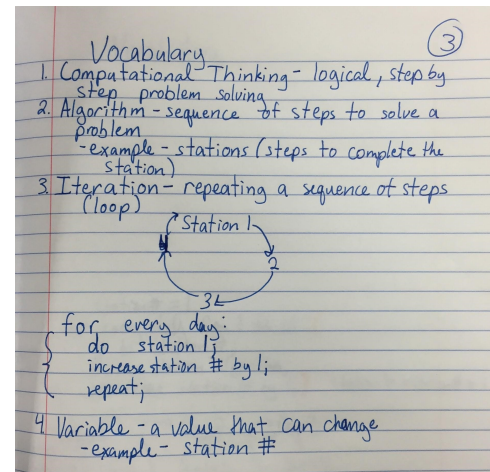 3
Vocabulary
1. Computational Thinking - logical, step by
step problem solving
2. Algorithm - sequence of steps to solve a
problem
-example - stations (steps to complete the
station)
3. Iteration - repeating a sequence of steps
(loop)
Station 1
2
3
for every day:
do station 1;
increase station # by 1;
repeat;
4. Variable - a value that can change
-example - station #